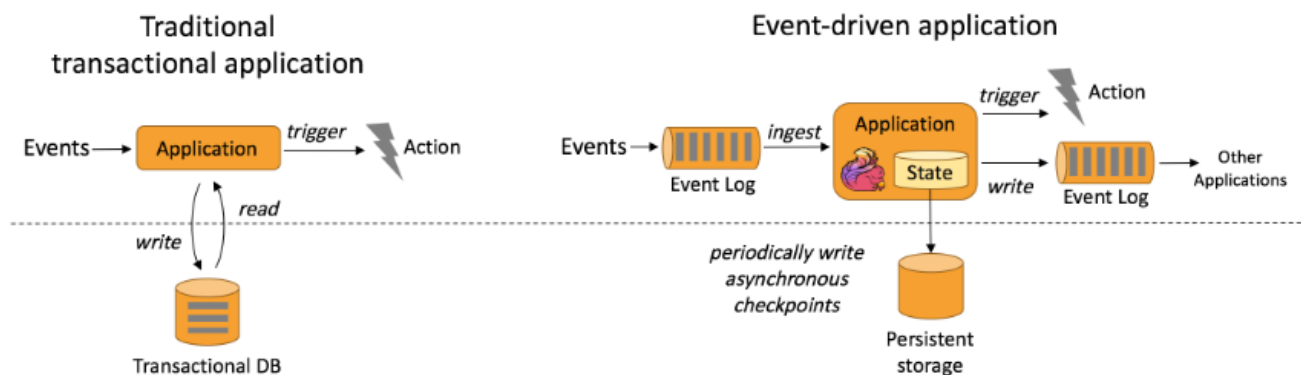 Traditional
transactional application
Events
Application
trigger
Action
read
write
Transactional DB
Event-driven application
Events
Event Log
ingest
Application
State
trigger
Action
write
Event Log
Other
Applications
periodically write
asynchronous
checkpoints
Persistent
storage